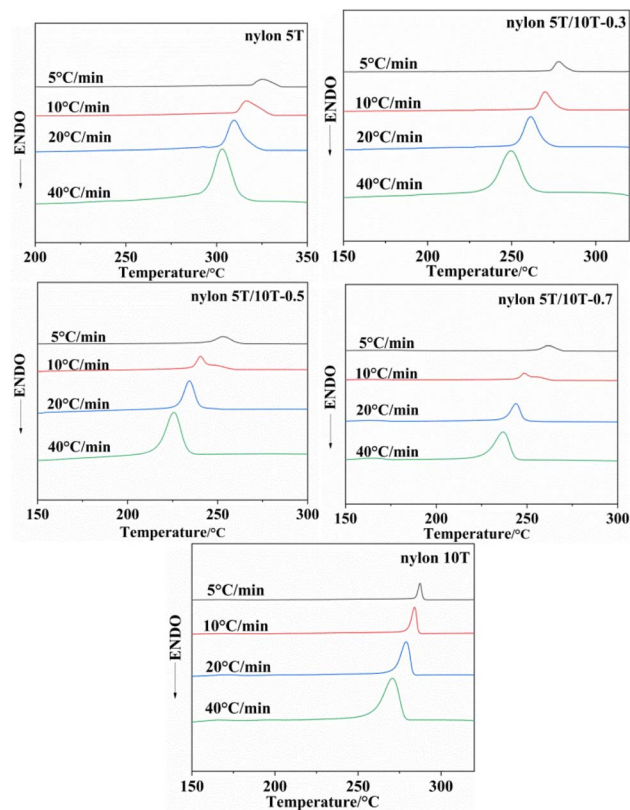 nylon 5T
5°C/min
10°C/min
20°C/min
40°C/min
ENDO
200
250
300
350
Temperature/°C
nylon 5T/10T-0.3
5°C/min
10°C/min
20°C/min
40°C/min
ENDO
200
250
300
Temperature/°C
nylon 5T/10T-0.5
5°C/min
10°C/min
20°C/min
40°C/min
ENDO
150
200
250
300
Temperature/°C
nylon 5T/10T-0.7
5°C/min
10°C/min
20°C/min
40°C/min
ENDO
150
200
250
300
Temperature/°C
nylon 10T
5°C/min
10°C/min
20°C/min
40°C/min
ENDO
150
200
250
300
Temperature/°C